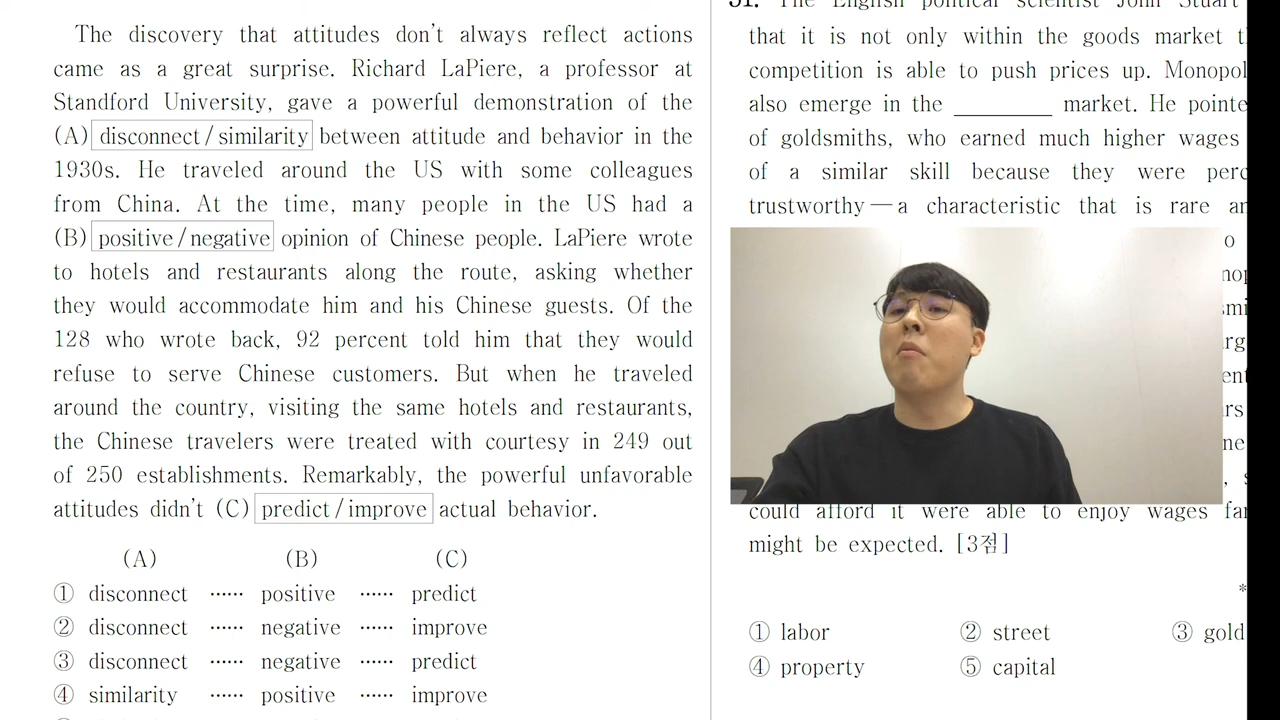 The discovery that attitudes don't always reflect actions
came as a great surprise. Richard LaPiere, a professor at
Standford University, gave a powerful demonstration of the
(A) disconnect / similarity between attitude and behavior in the
1930s. He traveled around the US with some colleagues
from China. At the time, many people in the US had a
(B) positive / negative opinion of Chinese people. LaPiere wrote
to hotels and restaurants along the route, asking whether
they would accommodate him and his Chinese guests. Of the
128 who wrote back, 92 percent told him that they would
refuse to serve Chinese customers. But when he traveled
around the country, visiting the same hotels and restaurants,
the Chinese travelers were treated with courtesy in 249 out
of 250 establishments. Remarkably, the powerful unfavorable
attitudes didn't (C) predict / improve actual behavior.
(A) (B) (C)
① disconnect …… positive …… predict
② disconnect …… negative …… improve
③ disconnect …… negative …… predict
④ similarity …… positive …… improve
31. The English political scientist John Stuart
that it is not only within the goods market
competition is able to push prices up.
also emerge in the ________ market. He
of goldsmiths, who earned much higher wages
of a similar skill because they were
trustworthy — a characteristic that is rare
could afford it were able to enjoy wages
might be expected. [3점]
*
① labor ② street ③ gold
④ property ⑤ capital